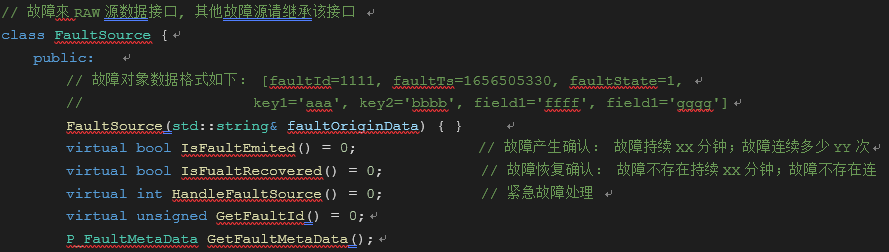 // 故障來 RAW 源数据接口, 其他故障源请继承该接口
class FaultSource {
public:
// 故障对象数据格式如下: [faultId=1111, faultTs=1656505330, faultState=1,
// key1='aaa', key2='bbbb', field1='ffff', field1='gggg']
FaultSource(std::string& faultOriginData) { }
virtual bool IsFaultEmited() = 0; // 故障产生确认: 故障持续 XX 分钟；故障连续多少 YY 次
virtual bool IsFualtRecovered() = 0; // 故障恢复确认: 故障不存在持续 XX 分钟；故障不存在连
virtual int HandleFaultSource() = 0; // 紧急故障处理
virtual unsigned GetFaultId() = 0;
P_FaultMetaData GetFaultMetaData();